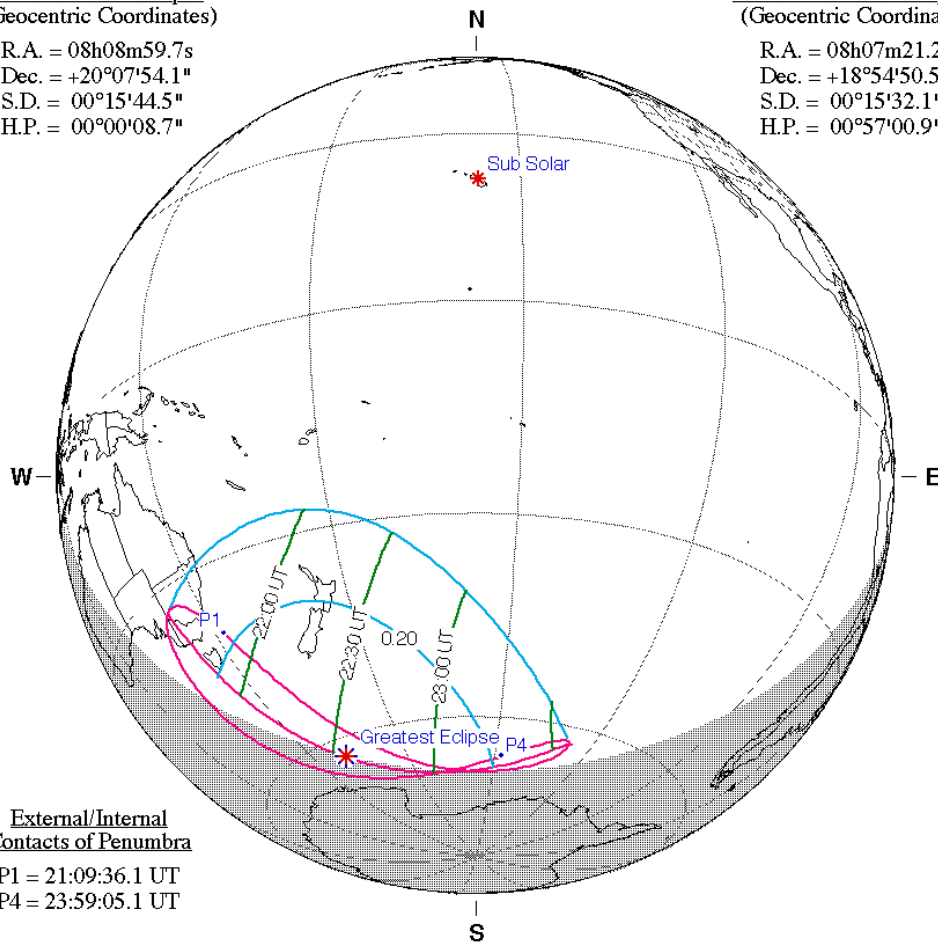 Geocentric Coordinates)
R.A. = 08h08m59.7s
Dec. = +20°07'54.1"
S.D. = 00°15'44.5"
H.P. = 00°00'08.7"
(Geocentric Coordina
R.A. = 08h07m21.2
Dec. = +18°54'50.5
S.D. = 00°15'32.1"
H.P. = 00°57'00.9"
N
Sub Solar
W
E
P1
22:00 UT
22:30 UT
0.20
23:00 UT
Greatest Eclipse
P4
External/Internal
Contacts of Penumbra
P1 = 21:09:36.1 UT
P4 = 23:59:05.1 UT
S